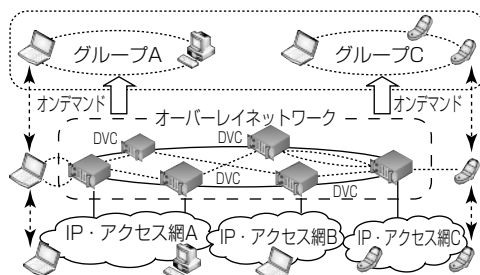 グループA
グループC
オンデマンド
オンデマンド
オーバーレイネットワーク
DVC
DVC
DVC
DVC
IP・アクセス網A
IP・アクセス網B
IP・アクセス網C